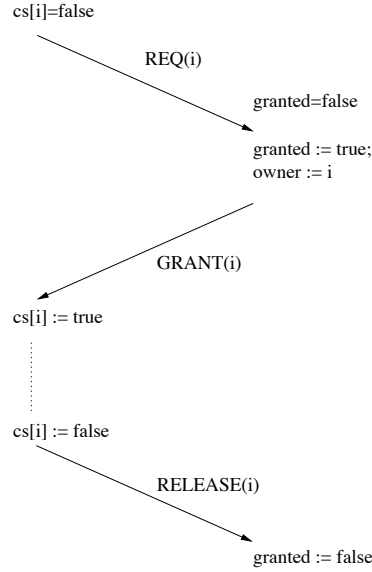 cs[i]=false
REQ(i)
granted=false
granted := true;
owner := i
GRANT(i)
cs[i] := true
cs[i] := false
RELEASE(i)
granted := false